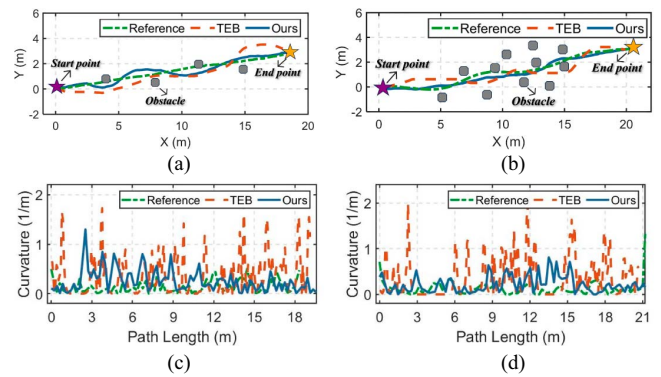 Reference TEB Ours
Y (m)
6
4
2
0
-2
Start point
Obstacle
End point
0 5 10 15 20
X (m)
(a)
Reference TEB Ours
Y (m)
6
4
2
0
-2
Start point
Obstacle
End point
0 5 10 15 20
X (m)
(b)
Reference TEB Ours
Curvature (1/m)
2
1
0
0 3 6 9 12 15 18
Path Length (m)
(c)
Reference TEB Ours
Curvature (1/m)
2
1
0
0 3 6 9 12 15 18 21
Path Length (m)
(d)